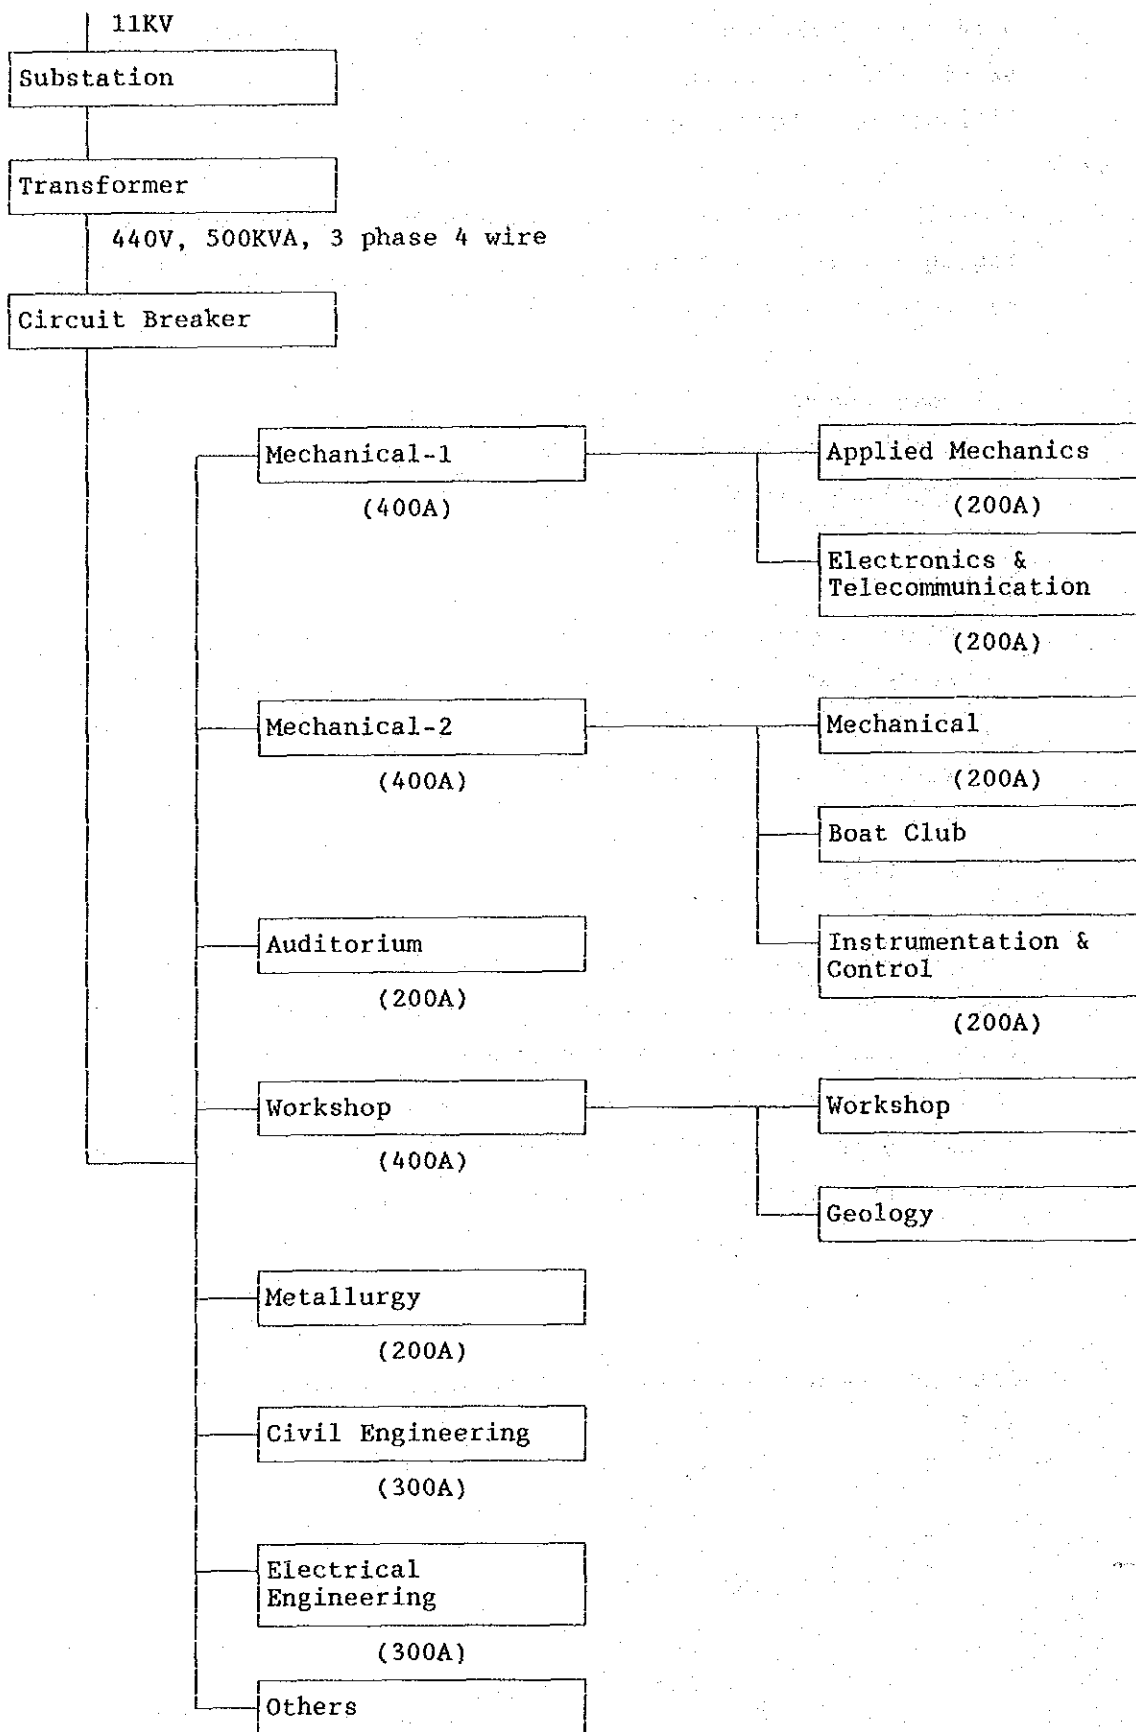 11KV
Substation
Transformer
440V, 500KVA, 3 phase 4 wire
Circuit Breaker
Mechanical-1
(400A)
Applied Mechanics
(200A)
Electronics &
Telecommunication
(200A)
Mechanical-2
(400A)
Mechanical
(200A)
Boat Club
Auditorium
(200A)
Instrumentation &
Control
(200A)
Workshop
(400A)
Workshop
Geology
Metallurgy
(200A)
Civil Engineering
(300A)
Electrical
Engineering
(300A)
Others